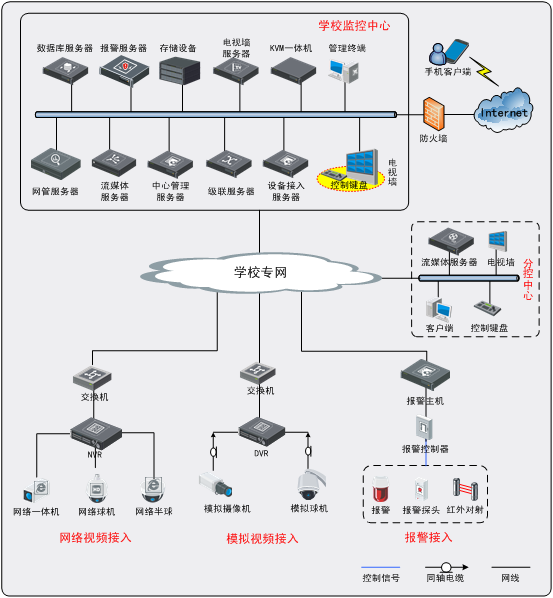 学校监控中心
数据库服务器
报警服务器
存储设备
电视墙
服务器
KVM一体机
管理终端
手机客户端
Internet
防火墙
网管服务器
流媒体
服务器
中心管理
服务器
级联服务器
设备接入
服务器
控制键盘
电视墙
学校专网
流媒体服务器
电视墙
分控中心
客户端
控制键盘
交换机
交换机
报警主机
NVR
DVR
报警控制器
网络一体机
网络球机
网络半球
模拟摄像机
模拟球机
报警
报警探头
红外对射
网络视频接入
模拟视频接入
报警接入
控制信号
同轴电缆
网线